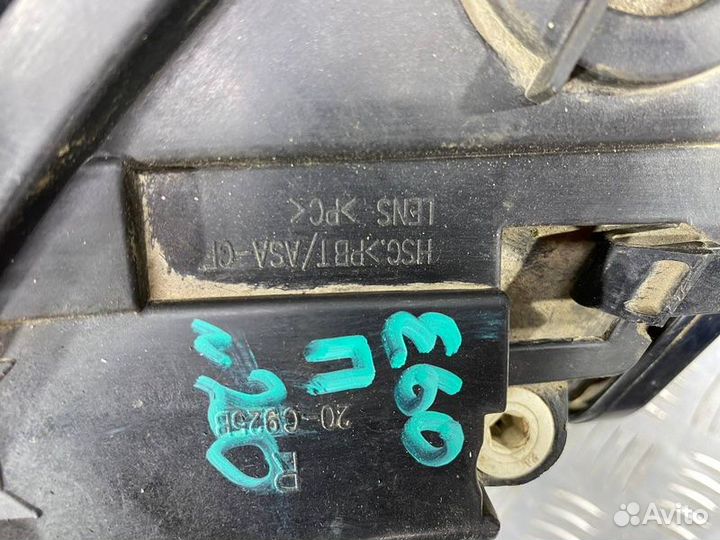 HSG.>PBT/ASA-GF
LENS >PC<
E60
П
20-C925B
R
Avito